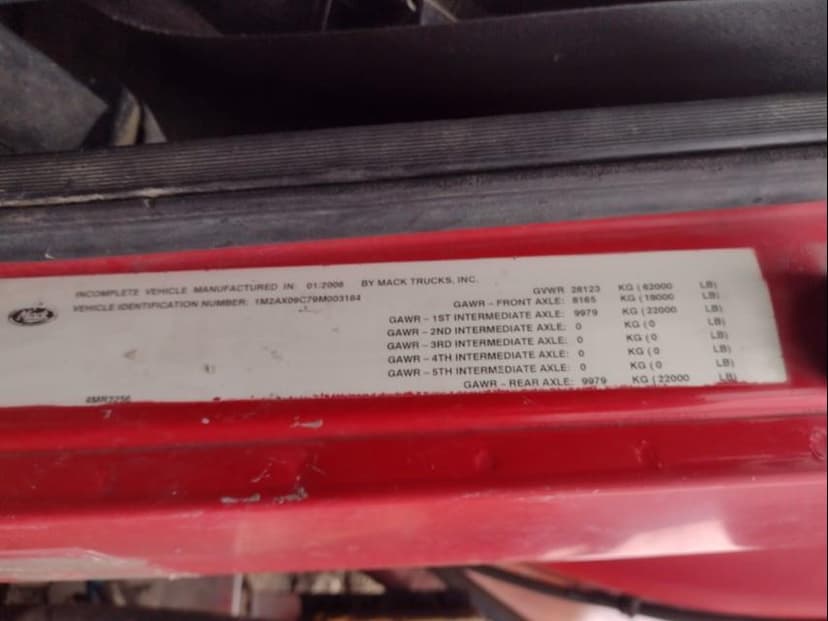 INCOMPLETE VEHICLE MANUFACTURED IN: 01/2008 BY MACK TRUCKS, INC.
VEHICLE IDENTIFICATION NUMBER: 1M2AX09C79M003184
Mack
GVWR 28123 KG (62000 LB)
GAWR - FRONT AXLE: 8165 KG (18000 LB)
GAWR - 1ST INTERMEDIATE AXLE: 9979 KG (22000 LB)
GAWR - 2ND INTERMEDIATE AXLE: 0 KG (0 LB)
GAWR - 3RD INTERMEDIATE AXLE: 0 KG (0 LB)
GAWR - 4TH INTERMEDIATE AXLE: 0 KG (0 LB)
GAWR - 5TH INTERMEDIATE AXLE: 0 KG (0 LB)
GAWR - REAR AXLE: 9979 KG (22000 LB)